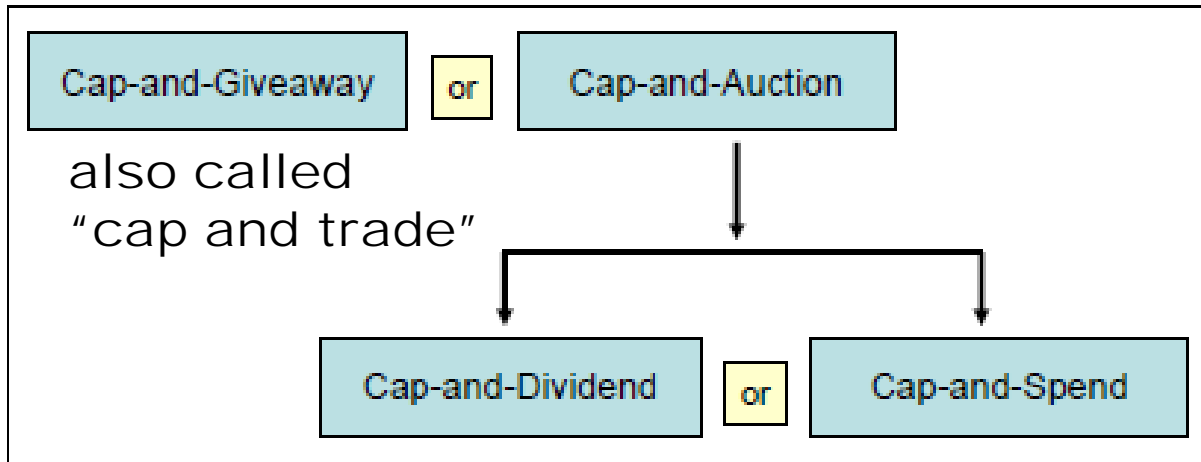 Cap-and-Giveaway or Cap-and-Auction
also called
"cap and trade"
Cap-and-Dividend or Cap-and-Spend